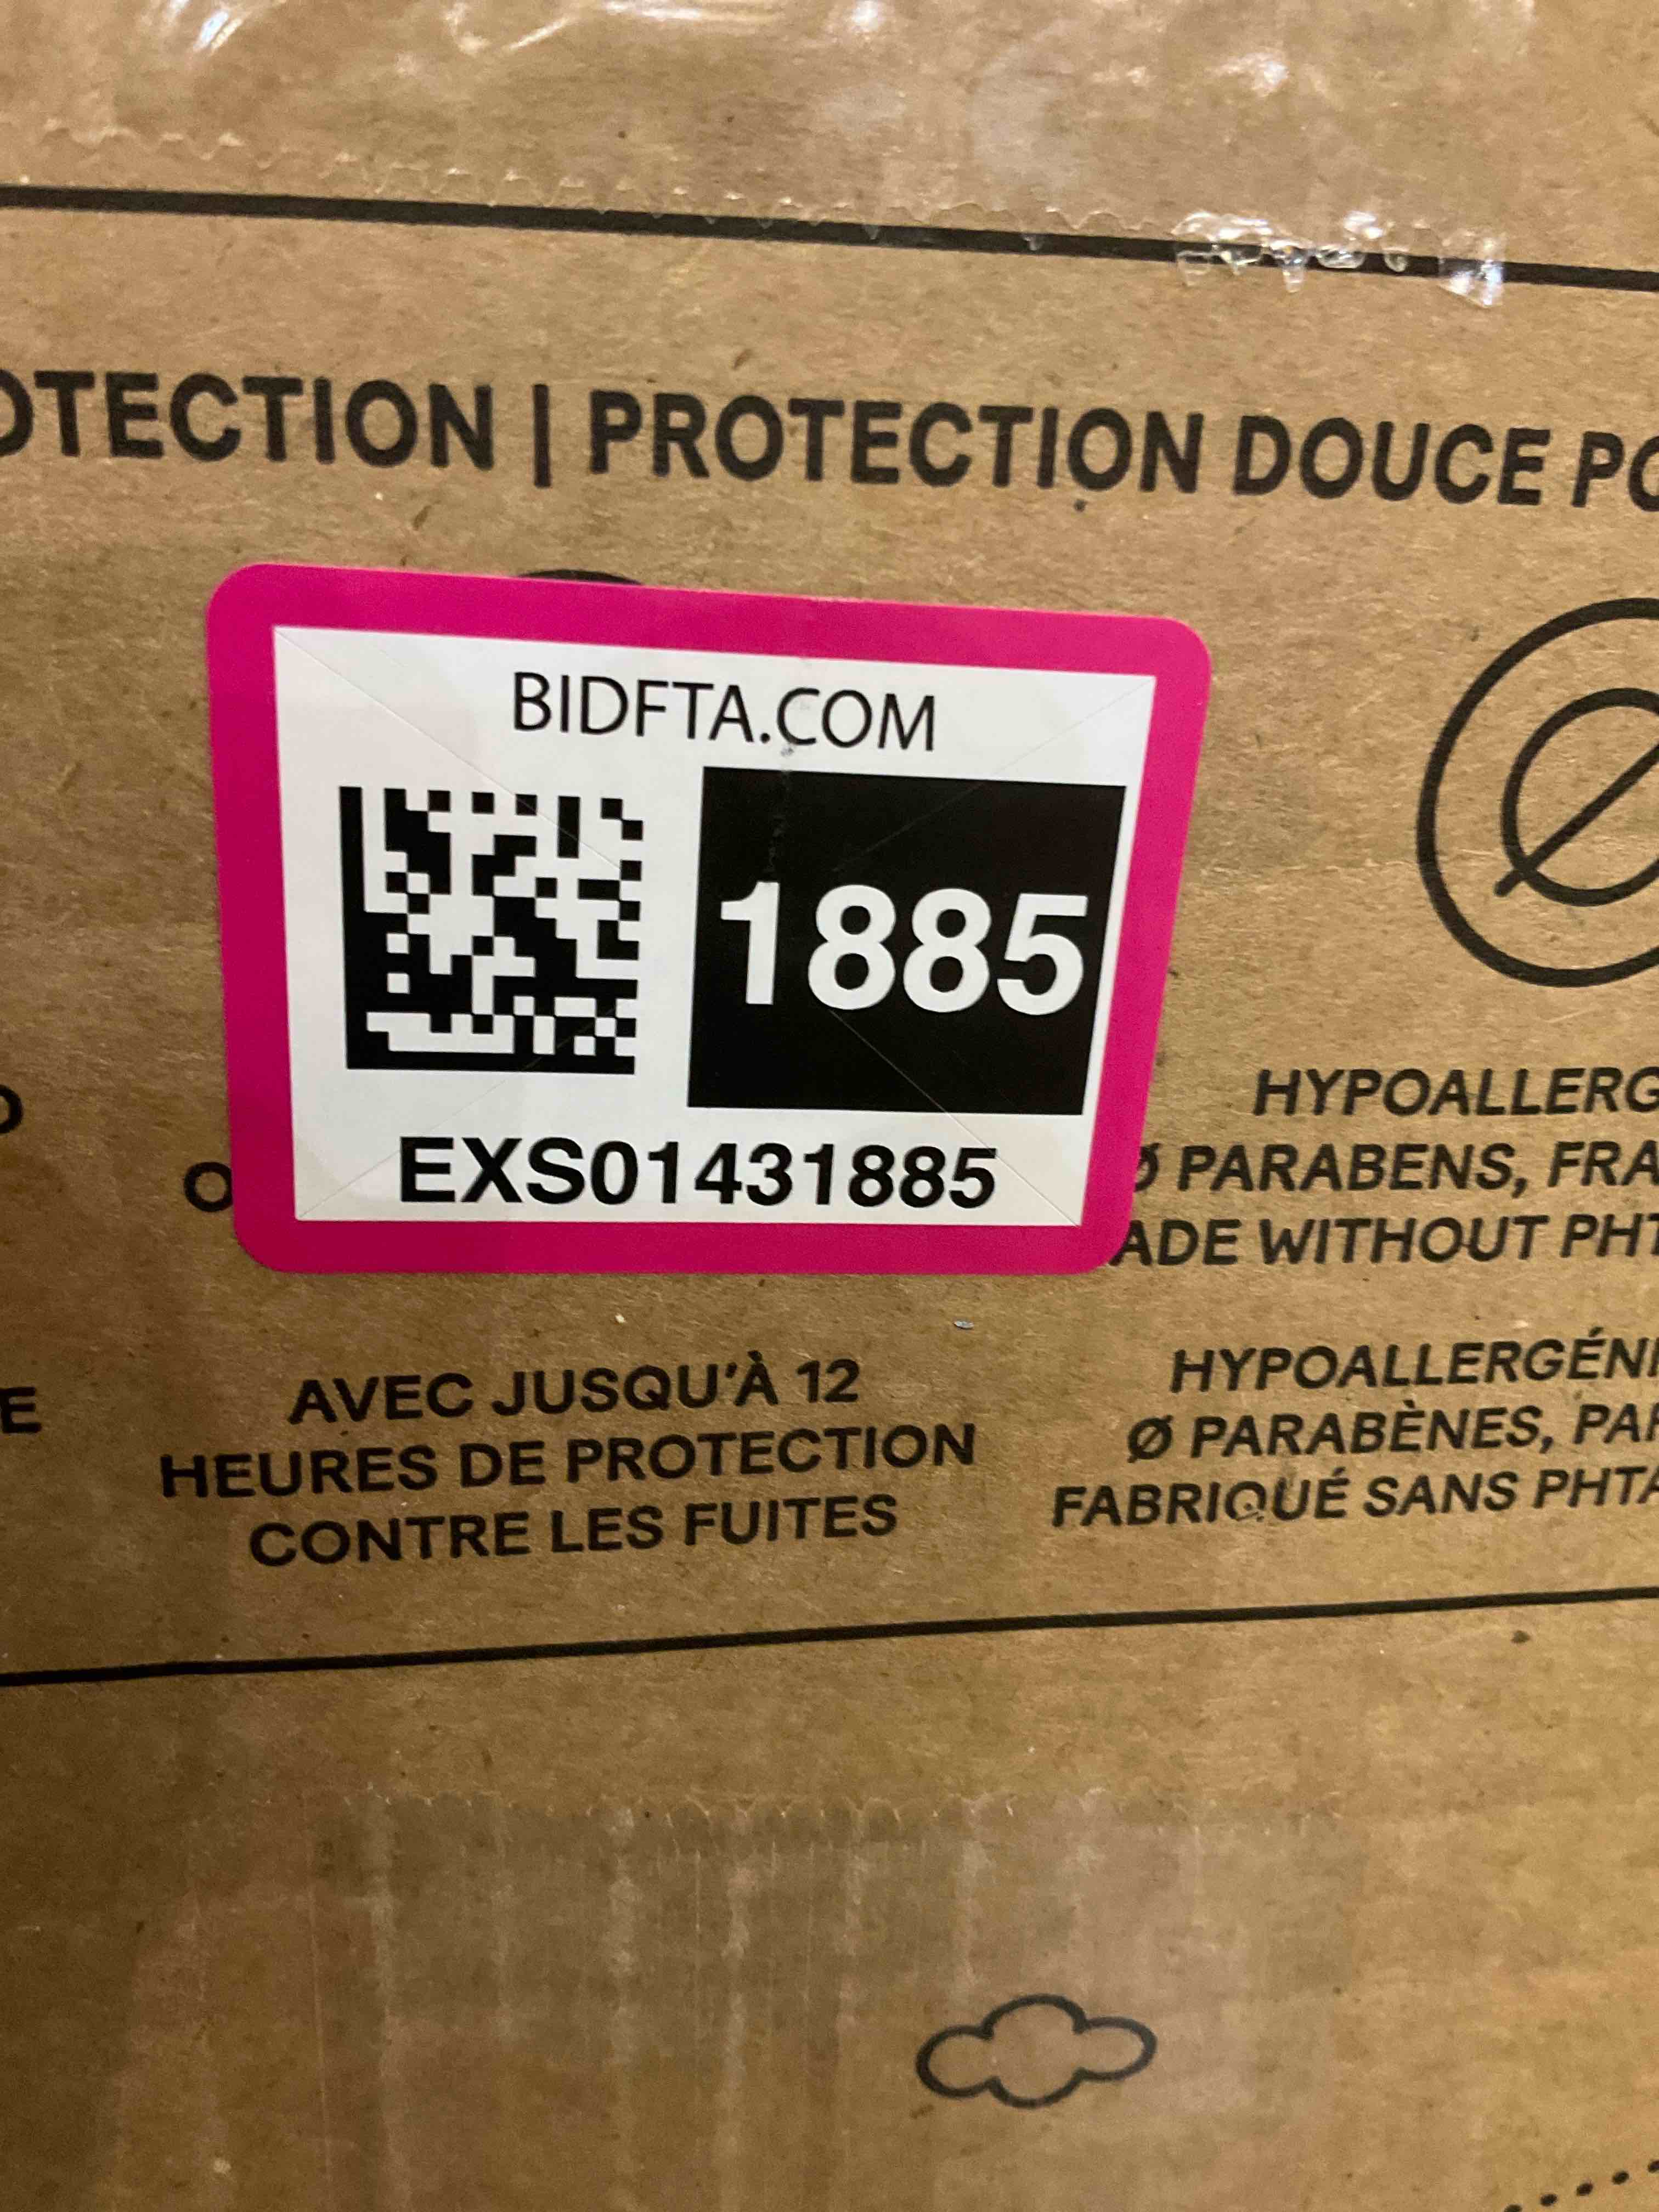 OTECTION | PROTECTION DOUCE PO
BIDFTA.COM
1885
EXS01431885
HYPOALLERG
Ø PARABENS, FRA
ADE WITHOUT PHT
AVEC JUSQU'À 12
HEURES DE PROTECTION
CONTRE LES FUITES
HYPOALLERGÉNI
Ø PARABÈNES, PAR
FABRIQUÉ SANS PHTA